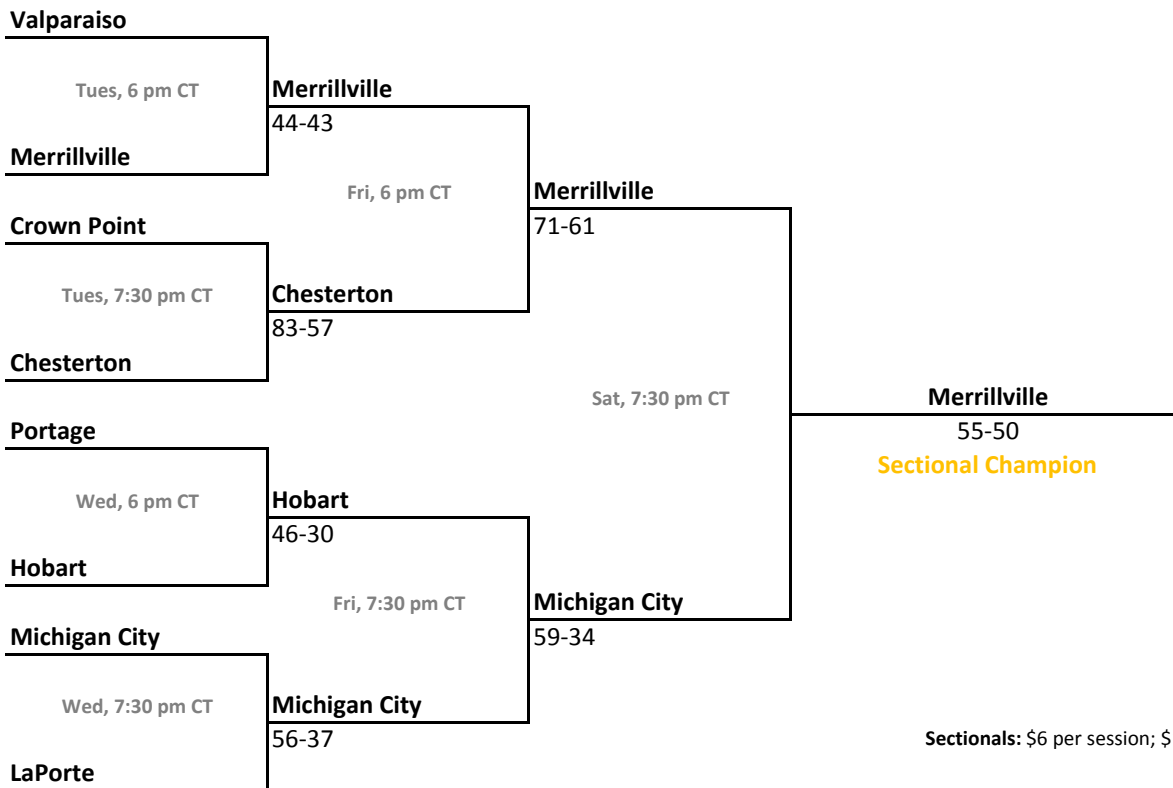 Valparaiso
Tues, 6 pm CT
Merrillville
44-43
Merrillville
Fri, 6 pm CT
Merrillville
71-61
Crown Point
Tues, 7:30 pm CT
Chesterton
83-57
Chesterton
Sat, 7:30 pm CT
Merrillville
55-50
Sectional Champion
Portage
Wed, 6 pm CT
Hobart
46-30
Hobart
Fri, 7:30 pm CT
Michigan City
59-34
Michigan City
Wed, 7:30 pm CT
Michigan City
56-37
LaPorte
Sectionals: $6 per session; $